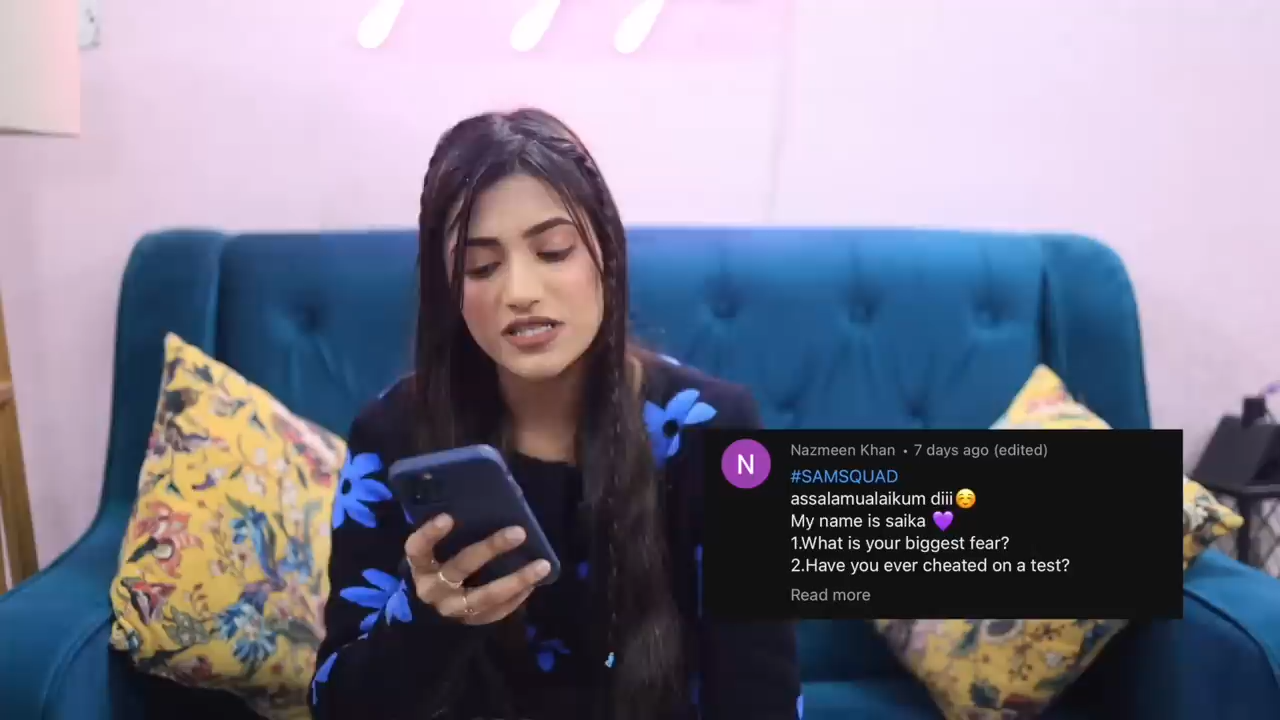 N
Nazmeen Khan • 7 days ago (edited)
#SAMSQUAD
assalamualaikum diii☺️
My name is saika 💜
1.What is your biggest fear?
2.Have you ever cheated on a test?
Read more